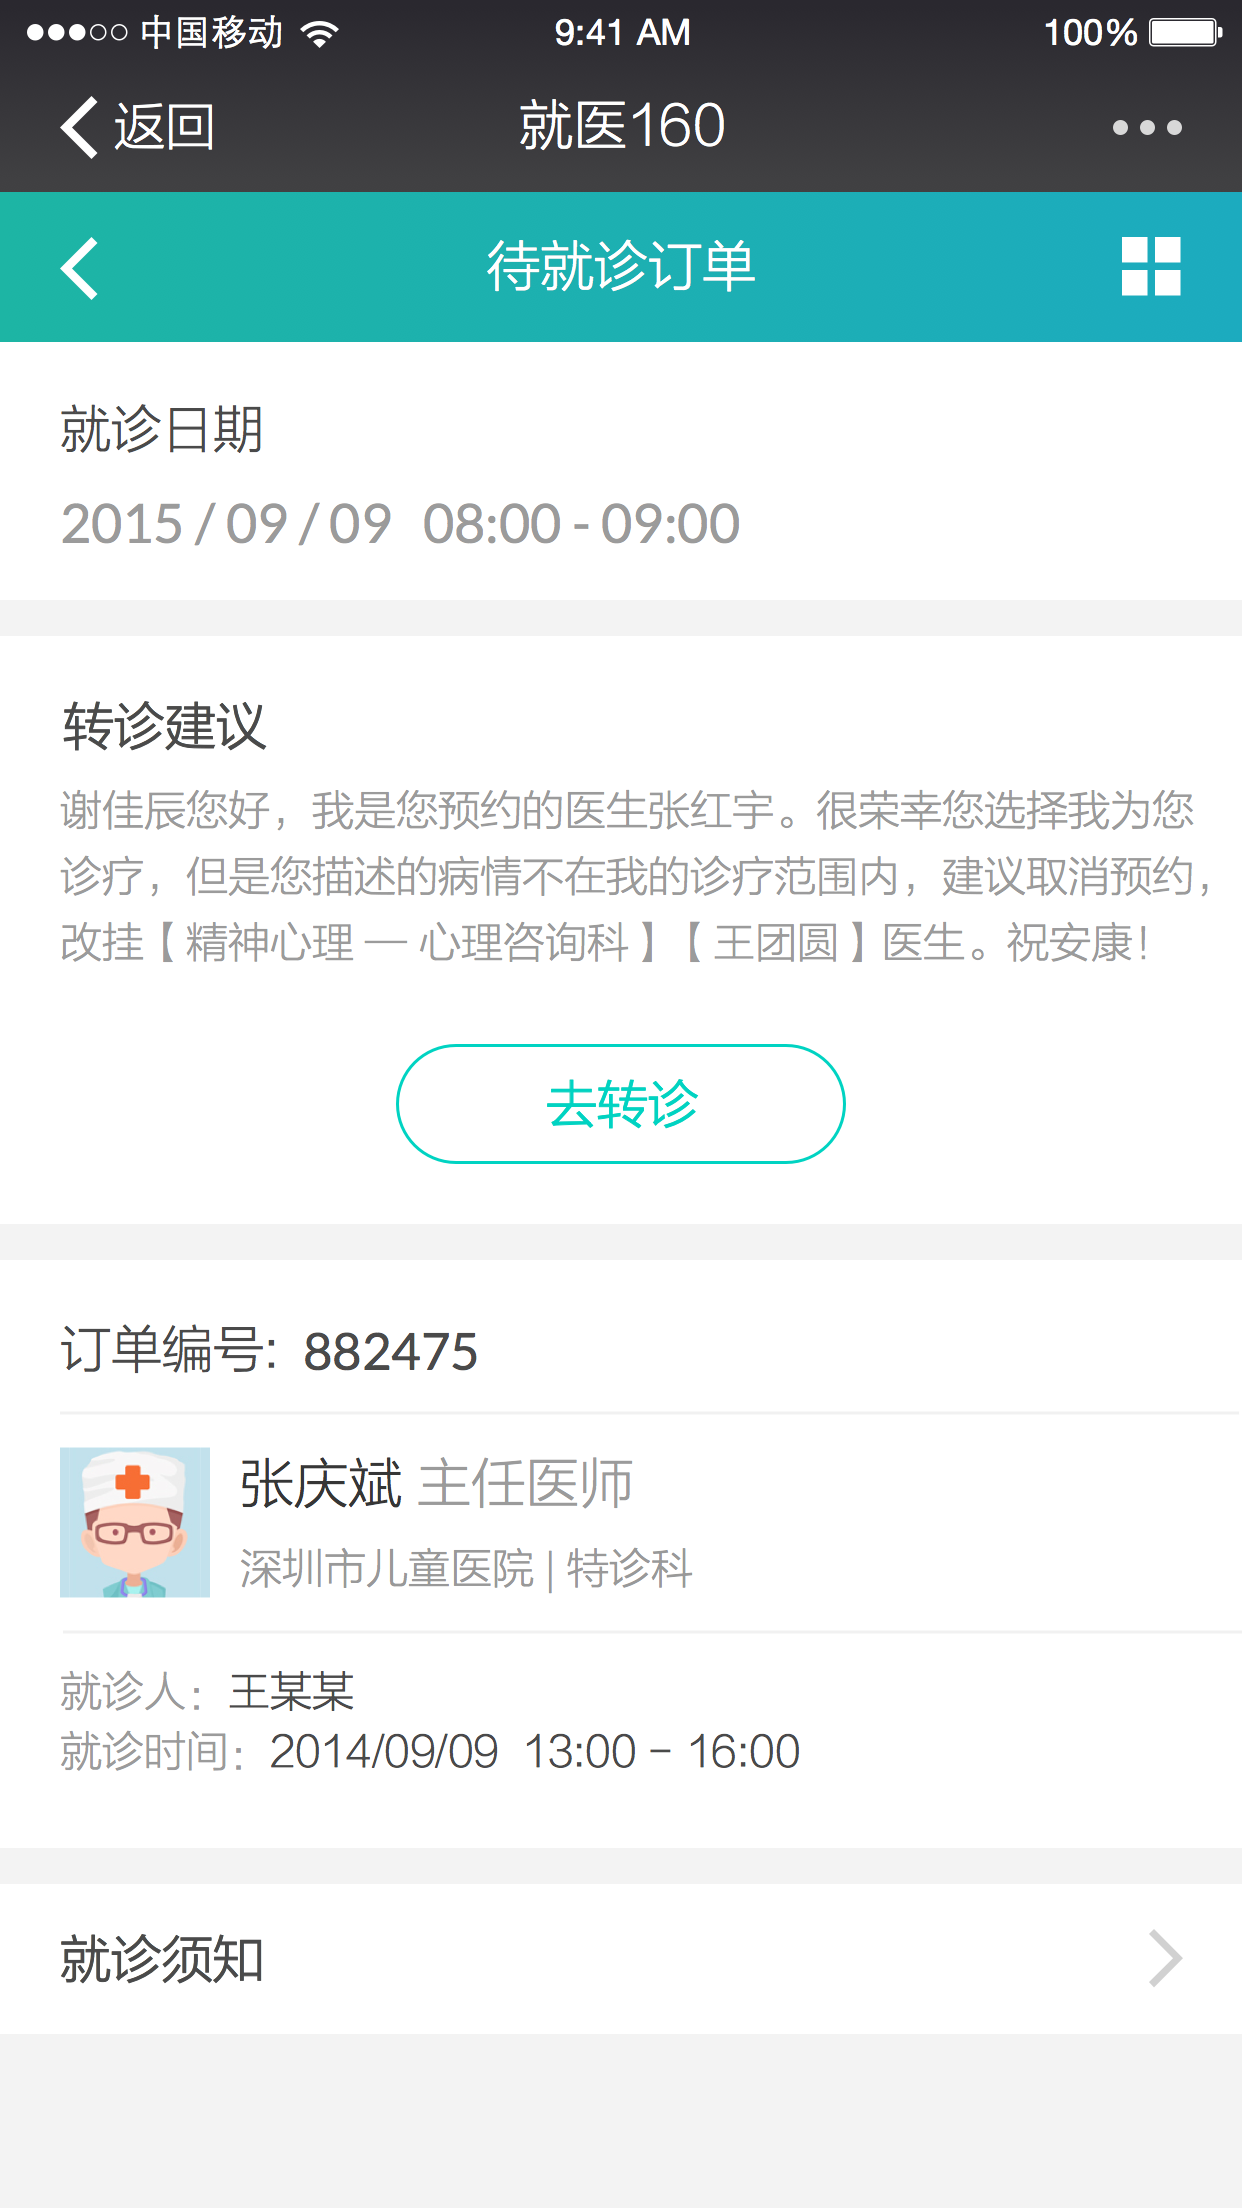 中国移动 9:41 AM 100%
返回 就医160
待就诊订单
就诊日期
2015 / 09 / 09 08:00 - 09:00
转诊建议
谢佳辰您好，我是您预约的医生张红宇。很荣幸您选择我为您
诊疗，但是您描述的病情不在我的诊疗范围内，建议取消预约，
改挂【精神心理 — 心理咨询科】【 王团圆 】医生。祝安康！
去转诊
订单编号: 882475
张庆斌 主任医师
深圳市儿童医院 | 特诊科
就诊人：王某某
就诊时间：2014/09/09 13:00 - 16:00
就诊须知